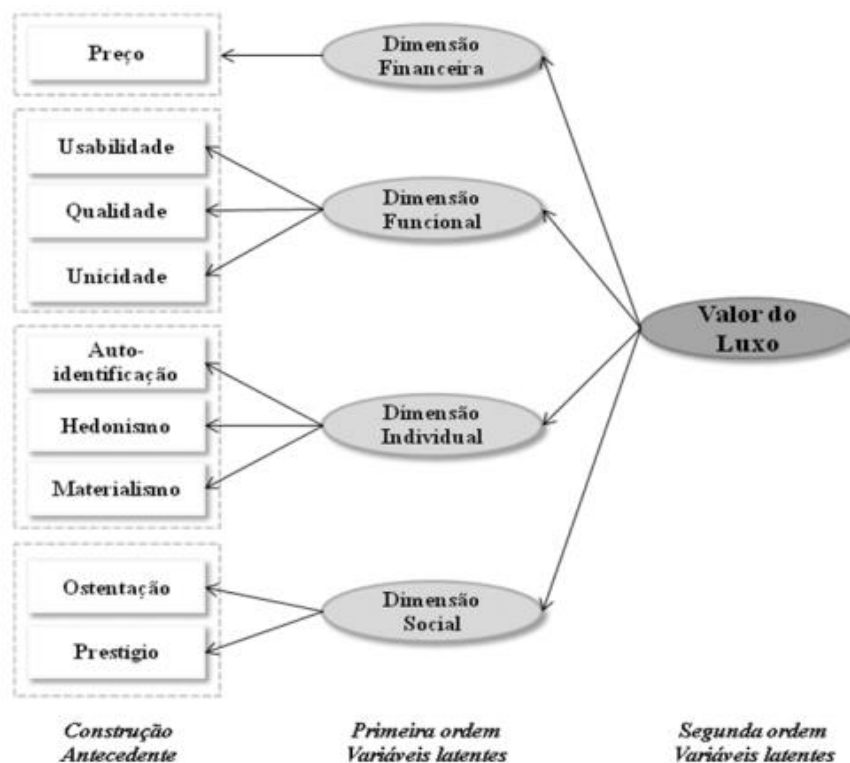 Preço
Dimensão
Financeira
Usabilidade
Qualidade
Unicidade
Dimensão
Funcional
Valor do
Luxo
Auto-
identificação
Hedonismo
Materialismo
Dimensão
Individual
Ostentação
Prestígio
Dimensão
Social
Construção
Antecedente
Primeira ordem
Variáveis latentes
Segunda ordem
Variáveis latentes